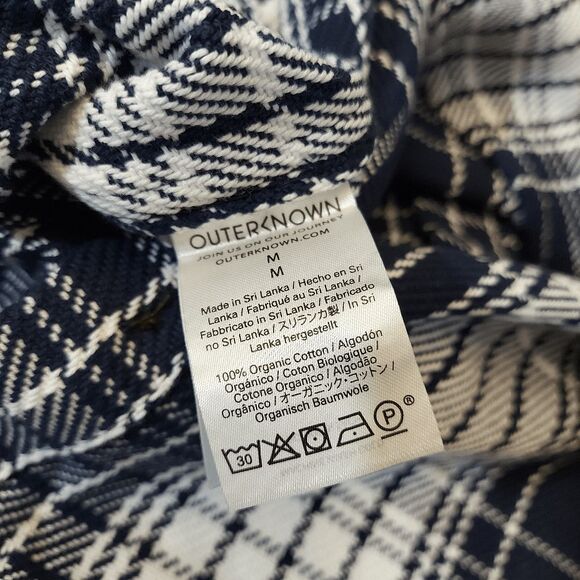 OUTERKNOWN
JOIN US ON OUR JOURNEY
OUTERKNOWN.COM
M
M
Made in Sri Lanka / Hecho en Sri
Lanka / Fabriqué au Sri Lanka /
Fabbricato in Sri Lanka / Fabricado
no Sri Lanka / スリランカ製 / In Sri
Lanka hergestellt
100% Organic Cotton / Algodón
Orgánico / Coton Biologique /
Cotone Organico / Algodão
Orgânico / オーガニック・コットン /
Organisch Baumwole
30 P ®